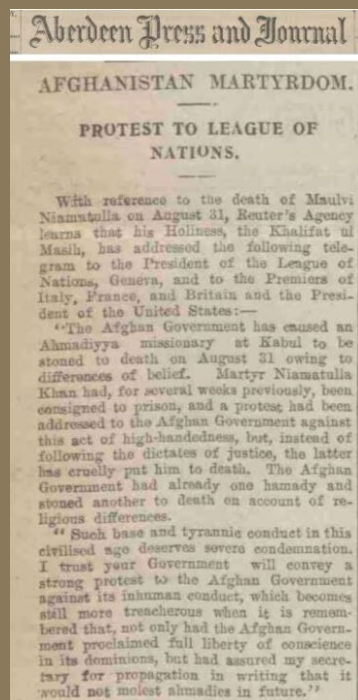 Aberdeen Press and Journal
AFGHANISTAN MARTYRDOM.
PROTEST TO LEAGUE OF
NATIONS.
With reference to the death of Maulvi
Niamatulla on August 31, Reuter's Agency
learns that his Holiness, the Khalifat ul
Masih, has addressed the following tele-
gram to the President of the League of
Nations, Geneva, and to the Premiers of
Italy, France, and Britain and the Presi-
dent of the United States:—
"The Afghan Government has caused an
Ahmadiyya missionary at Kabul to be
stoned to death on August 31 owing to
differences of belief. Martyr Niamatulla
Khan had, for several weeks previously, been
consigned to prison, and a protest had been
addressed to the Afghan Government against
this act of high-handedness, but, instead of
following the dictates of justice, the latter
has cruelly put him to death. The Afghan
Government had already one hamady and
stoned another to death on account of re-
ligious differences.
"Such base and tyrannic conduct in this
civilised age deserves severe condemnation.
I trust your Government will convey a
strong protest to the Afghan Government
against its inhuman conduct, which becomes
still more treacherous when it is remem-
bered that, not only had the Afghan Govern-
ment proclaimed full liberty of conscience
in its dominions, but had assured my secre-
tary for propagation in writing that it
would not molest ahmadies in future."